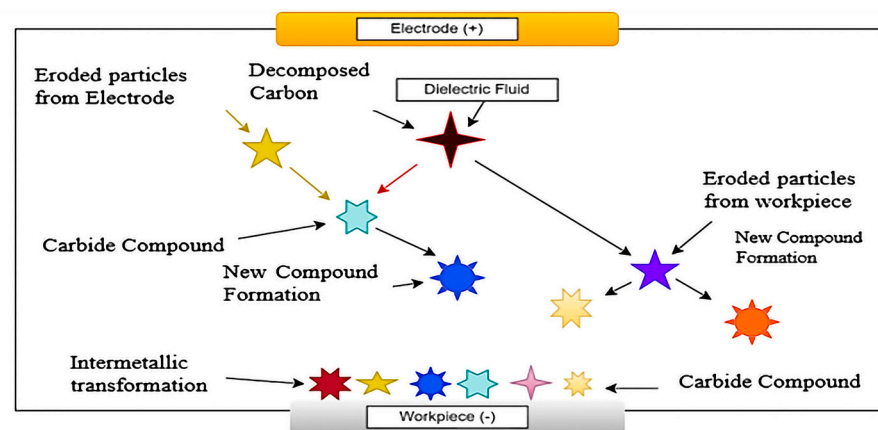 Electrode (+)
Eroded particles
from Electrode
Decomposed
Carbon
Dielectric Fluid
Eroded particles
from workpiece
New Compound
Formation
Carbide Compound
New Compound
Formation
Intermetallic
transformation
Carbide Compound
Workpiece (-)